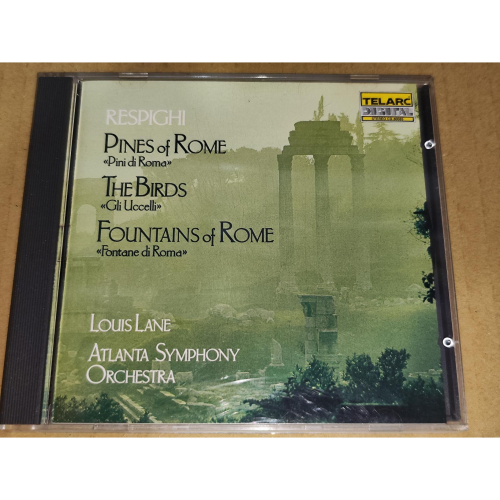 RESPIGHI
TELARC
DIGITAL
PINES of ROME
«Pini di Roma»
THE BIRDS
«Gli Uccelli»
FOUNTAINS of ROME
«Fontane di Roma»
LOUIS LANE
ATLANTA SYMPHONY
ORCHESTRA